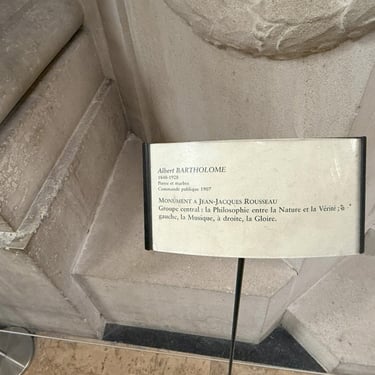 Albert BARTHOLOME
1848-1928
Pierre et marbre
Commande publique 1907
MONUMENT A JEAN-JACQUES ROUSSEAU
Groupe central : la Philosophie entre la Nature et la Vérité ; à
gauche, la Musique, à droite, la Gloire.